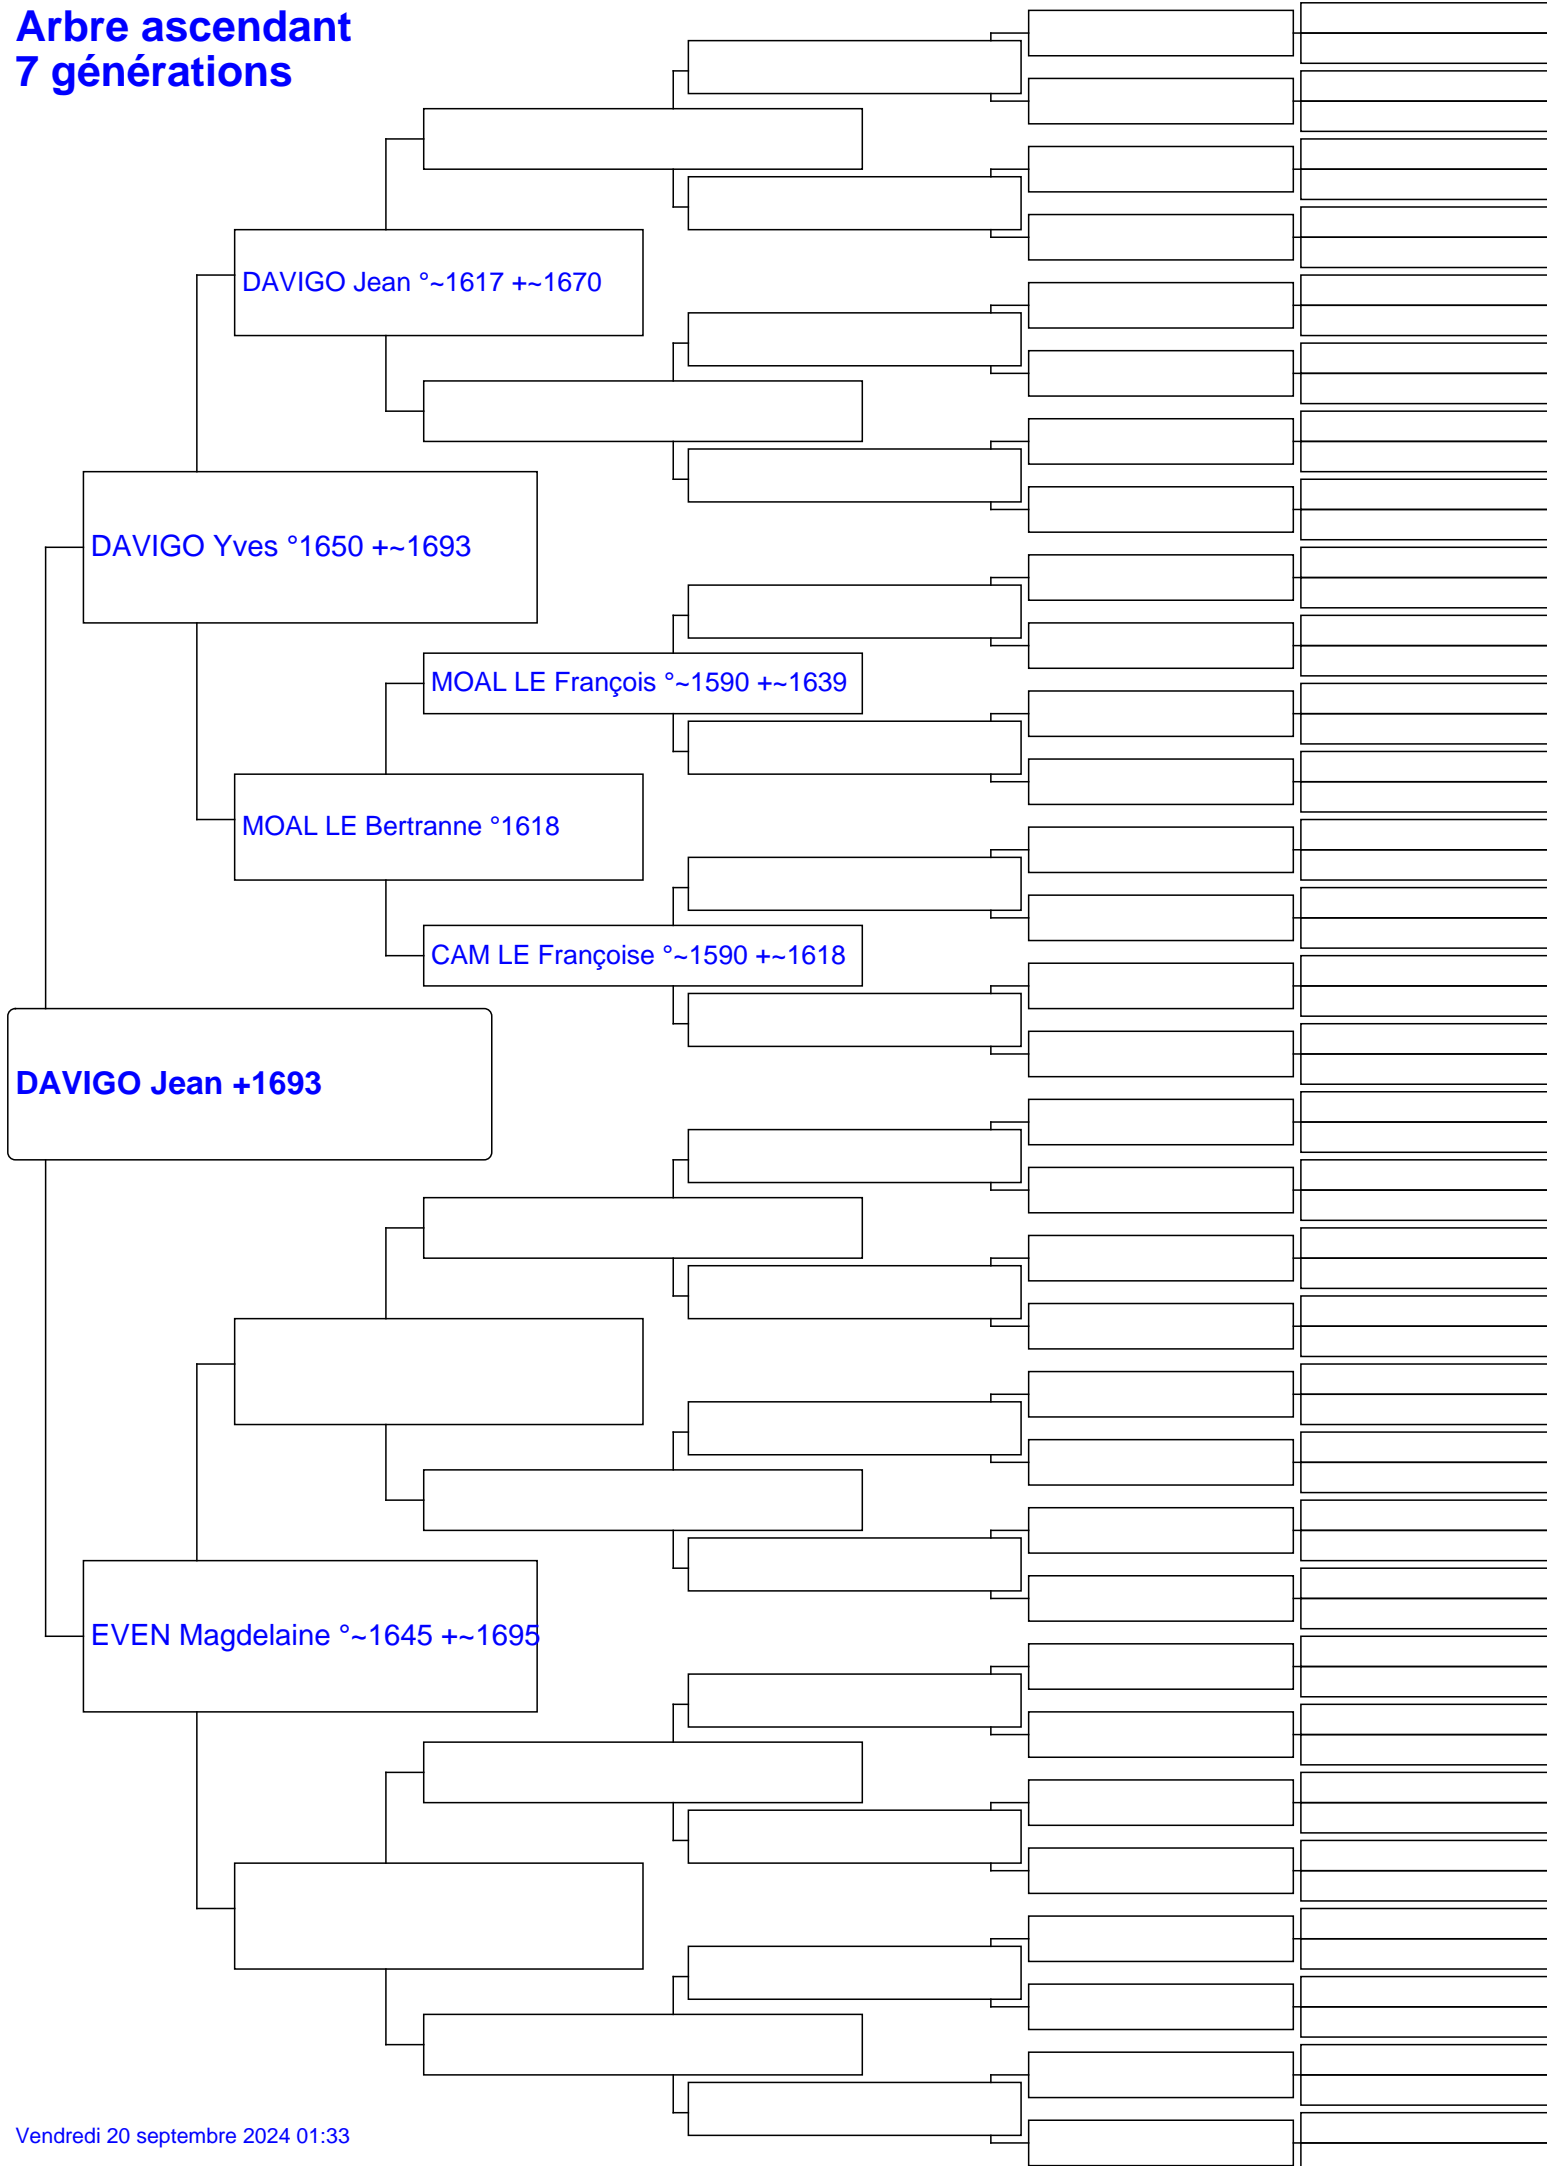 Arbre ascendant
7 générations
DAVIGO Jean °~1617 +~1670
DAVIGO Yves °1650 +~1693
MOAL LE François °~1590 +~1639
MOAL LE Bertranne °1618
CAM LE Françoise °~1590 +~1618
DAVIGO Jean +1693
EVEN Magdelaine °~1645 +~1695
Vendredi 20 septembre 2024 01:33